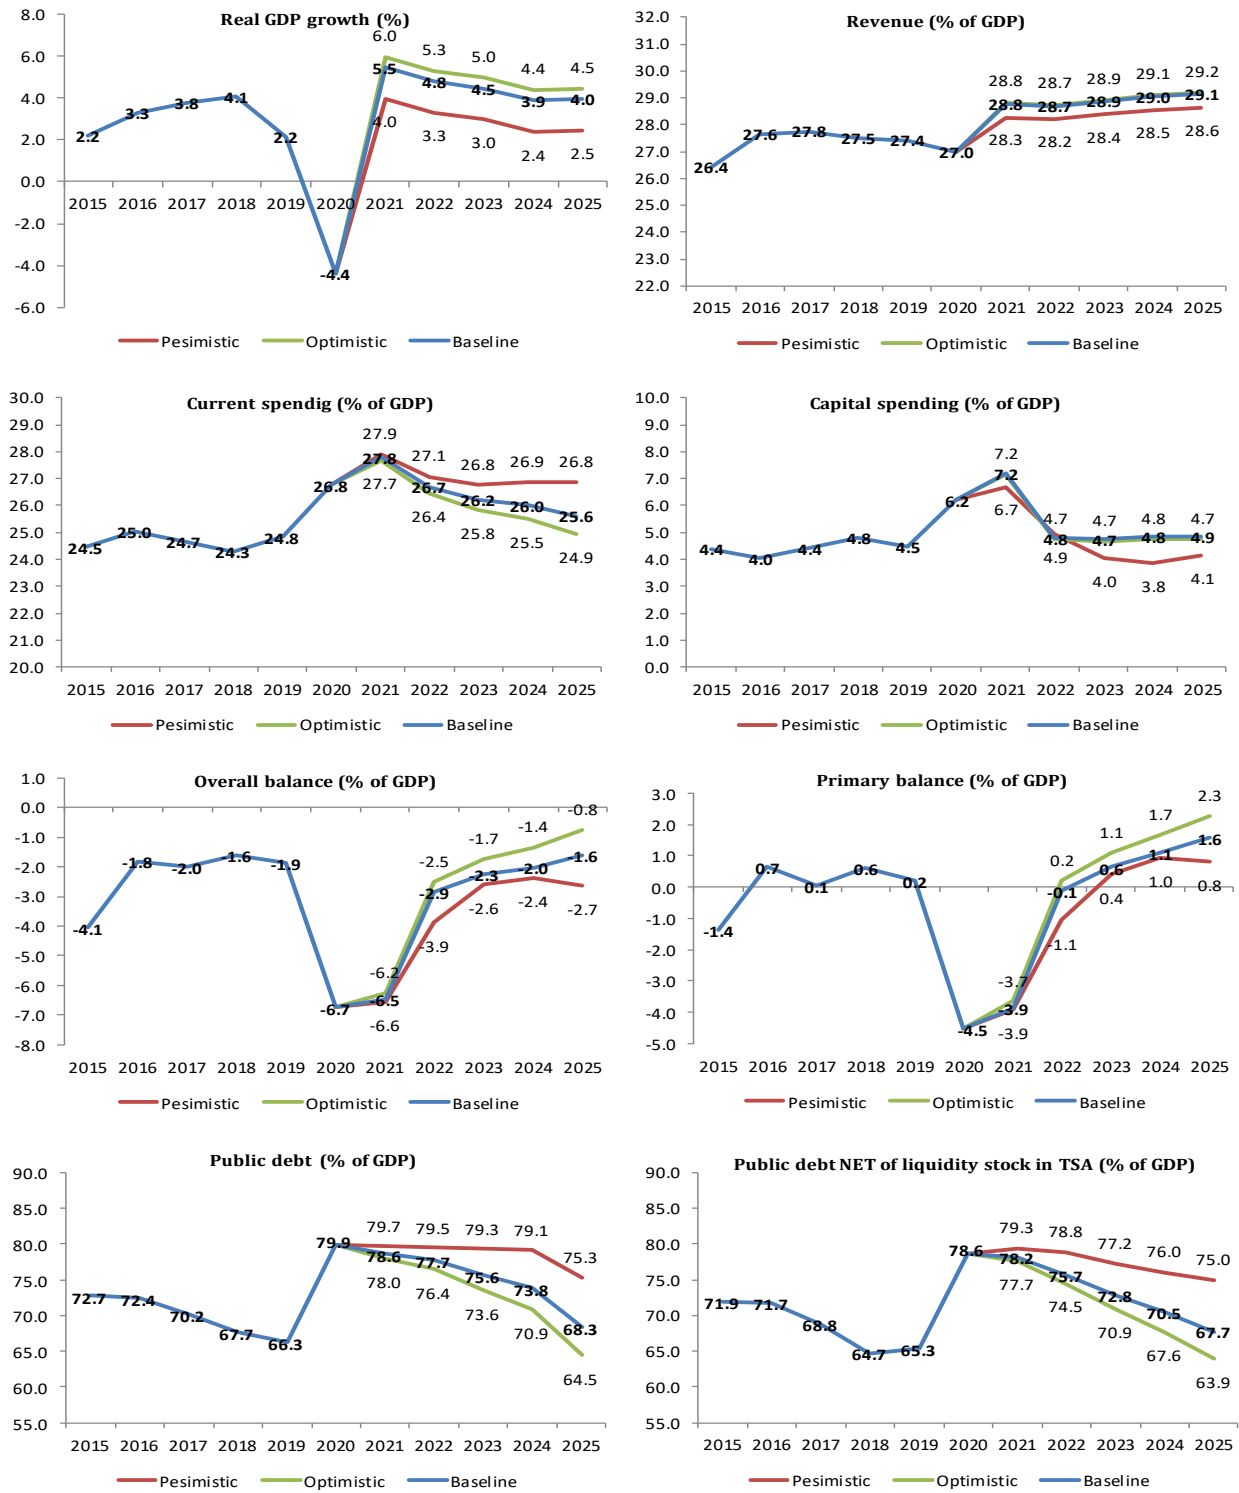 Real GDP growth (%)
8.0
6.0
4.0
2.0
0.0
-2.0
-4.0
-6.0
6.0 5.3 5.0 4.4 4.5
2.2 3.3 3.8 4.1 2.2 -4.4 5.5 4.8 4.5 3.9 4.0
4.0 3.3 3.0 2.4 2.5
2015 2016 2017 2018 2019 2020 2021 2022 2023 2024 2025
Pesimistic Optimistic Baseline
Revenue (% of GDP)
32.0
31.0
30.0
29.0
28.0
27.0
26.0
25.0
24.0
23.0
22.0
28.8 28.7 28.9 29.1 29.2
26.4 27.6 27.8 27.5 27.4 27.0 28.8 28.7 28.9 29.0 29.1
28.3 28.2 28.4 28.5 28.6
2015 2016 2017 2018 2019 2020 2021 2022 2023 2024 2025
Pesimistic Optimistic Baseline
Current spendig (% of GDP)
30.0
29.0
28.0
27.0
26.0
25.0
24.0
23.0
22.0
21.0
20.0
27.9 27.1 26.8 26.9 26.8
24.5 25.0 24.7 24.3 24.8 26.8 27.8 26.7 26.2 26.0 25.6
27.7 26.4 25.8 25.5 24.9
2015 2016 2017 2018 2019 2020 2021 2022 2023 2024 2025
Pesimistic Optimistic Baseline
Capital spending (% of GDP)
10.0
9.0
8.0
7.0
6.0
5.0
4.0
3.0
2.0
1.0
0.0
7.2 4.7 4.7 4.8 4.7
4.4 4.0 4.4 4.8 4.5 6.2 7.2 4.8 4.7 4.8 4.9
6.7 4.9 4.0 3.8 4.1
2015 2016 2017 2018 2019 2020 2021 2022 2023 2024 2025
Pesimistic Optimistic Baseline
Overall balance (% of GDP)
1.0
0.0
-1.0
-2.0
-3.0
-4.0
-5.0
-6.0
-7.0
-8.0
-6.2 -2.5 -1.7 -1.4 -0.8
-4.1 -1.8 -2.0 -1.6 -1.9 -6.7 -6.5 -2.9 -2.3 -2.0 -1.6
-6.6 -3.9 -2.6 -2.4 -2.7
2015 2016 2017 2018 2019 2020 2021 2022 2023 2024 2025
Pesimistic Optimistic Baseline
Primary balance (% of GDP)
3.0
2.0
1.0
0.0
-1.0
-2.0
-3.0
-4.0
-5.0
-3.7 0.2 1.1 1.7 2.3
-1.4 0.7 0.1 0.6 0.2 -4.5 -3.9 -0.1 0.6 1.1 1.6
-3.9 -1.1 0.4 1.0 0.8
2015 2016 2017 2018 2019 2020 2021 2022 2023 2024 2025
Pesimistic Optimistic Baseline
Public debt (% of GDP)
90.0
85.0
80.0
75.0
70.0
65.0
60.0
55.0
79.7 79.5 79.3 79.1 75.3
72.7 72.4 70.2 67.7 66.3 79.9 78.6 77.7 75.6 73.8 68.3
78.0 76.4 73.6 70.9 64.5
2015 2016 2017 2018 2019 2020 2021 2022 2023 2024 2025
Pesimistic Optimistic Baseline
Public debt NET of liquidity stock in TSA (% of GDP)
90.0
85.0
80.0
75.0
70.0
65.0
60.0
55.0
79.3 78.8 77.2 76.0 75.0
71.9 71.7 68.8 64.7 65.3 78.6 78.2 75.7 72.8 70.5 67.7
77.7 74.5 70.9 67.6 63.9
2015 2016 2017 2018 2019 2020 2021 2022 2023 2024 2025
Pesimistic Optimistic Baseline